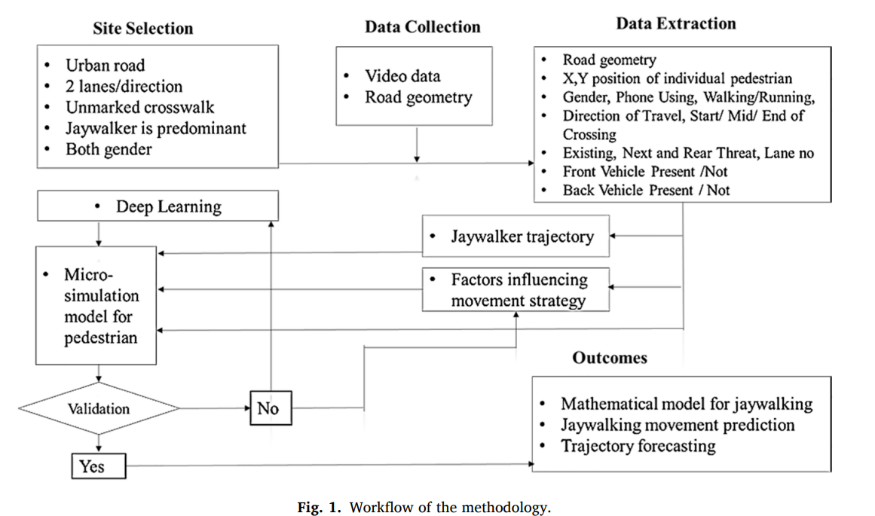 Site Selection
• Urban road
• 2 lanes/direction
• Unmarked crosswalk
• Jaywalker is predominant
• Both gender
Data Collection
• Video data
• Road geometry
Data Extraction
• Road geometry
• X,Y position of individual pedestrian
• Gender, Phone Using, Walking/Running,
• Direction of Travel, Start/ Mid/ End of
Crossing
• Existing, Next and Rear Threat, Lane no
• Front Vehicle Present /Not
• Back Vehicle Present / Not
• Deep Learning
• Jaywalker trajectory
• Micro-
simulation
model for
pedestrian
• Factors influencing
movement strategy
Validation
No
Yes
Outcomes
• Mathematical model for jaywalking
• Jaywalking movement prediction
• Trajectory forecasting
Fig. 1. Workflow of the methodology.